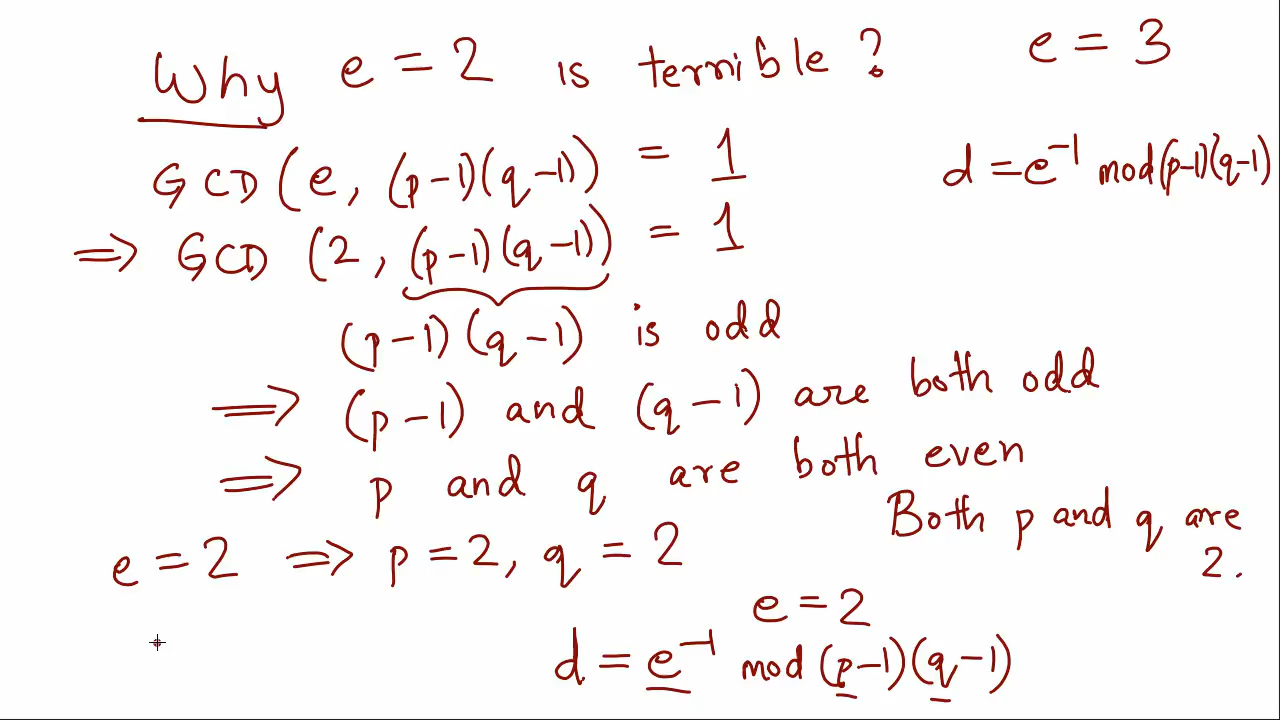 Why e = 2 is terrible ?
e = 3
GCD (e, (p-1)(q-1)) = 1
d = e⁻¹ mod (p-1)(q-1)
⇒ GCD (2, (p-1)(q-1)) = 1
(p-1)(q-1) is odd
⇒ (p-1) and (q-1) are both odd
⇒ p and q are both even
Both p and q are
2.
e = 2 ⇒ p = 2, q = 2
e = 2
d = e⁻¹ mod (p-1)(q-1)